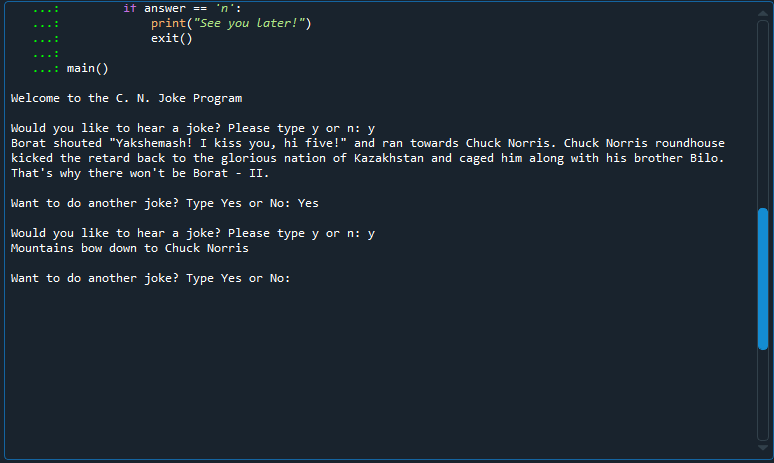 ...:         if answer == 'n':
...:             print("See you later!")
...:             exit()
...:
...: main()
Welcome to the C. N. Joke Program
Would you like to hear a joke? Please type y or n: y
Borat shouted "Yakshemash! I kiss you, hi five!" and ran towards Chuck Norris. Chuck Norris roundhouse
kicked the retard back to the glorious nation of Kazakhstan and caged him along with his brother Bilo.
That's why there won't be Borat - II.
Want to do another joke? Type Yes or No: Yes
Would you like to hear a joke? Please type y or n: y
Mountains bow down to Chuck Norris
Want to do another joke? Type Yes or No: